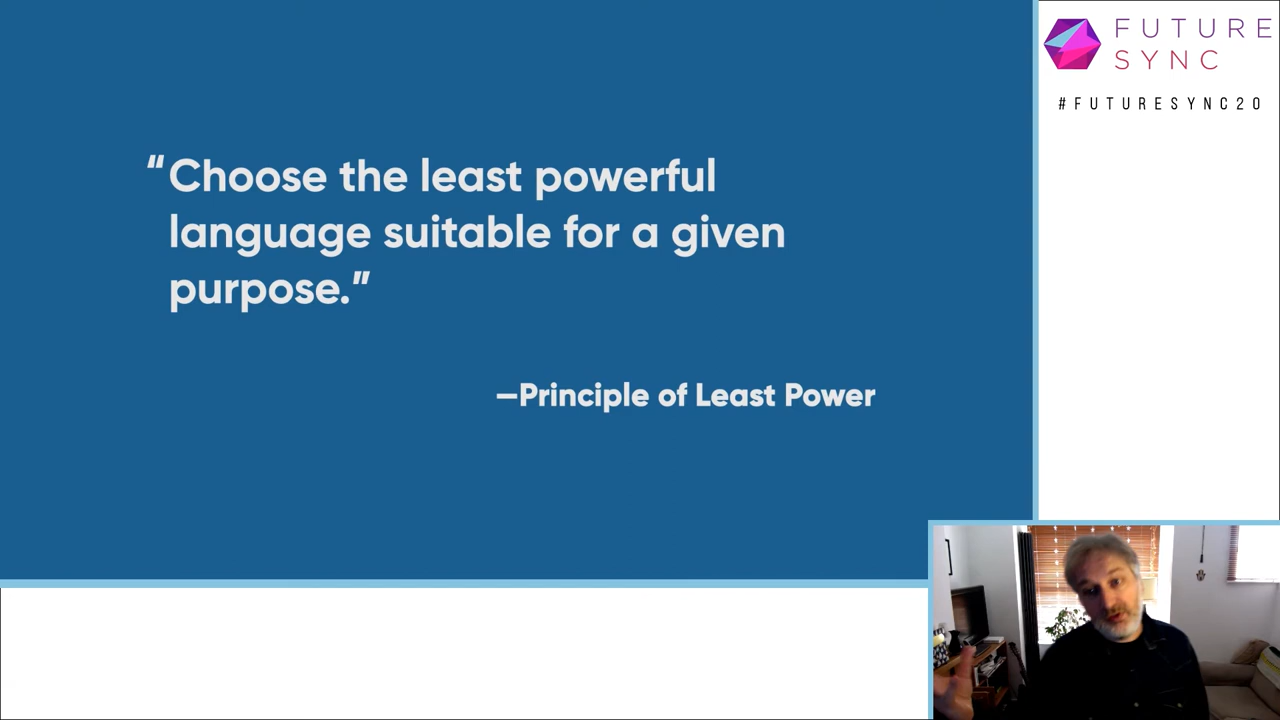 “Choose the least powerful
language suitable for a given
purpose.”
—Principle of Least Power
FUTURE
SYNC
#FUTURESYNC20